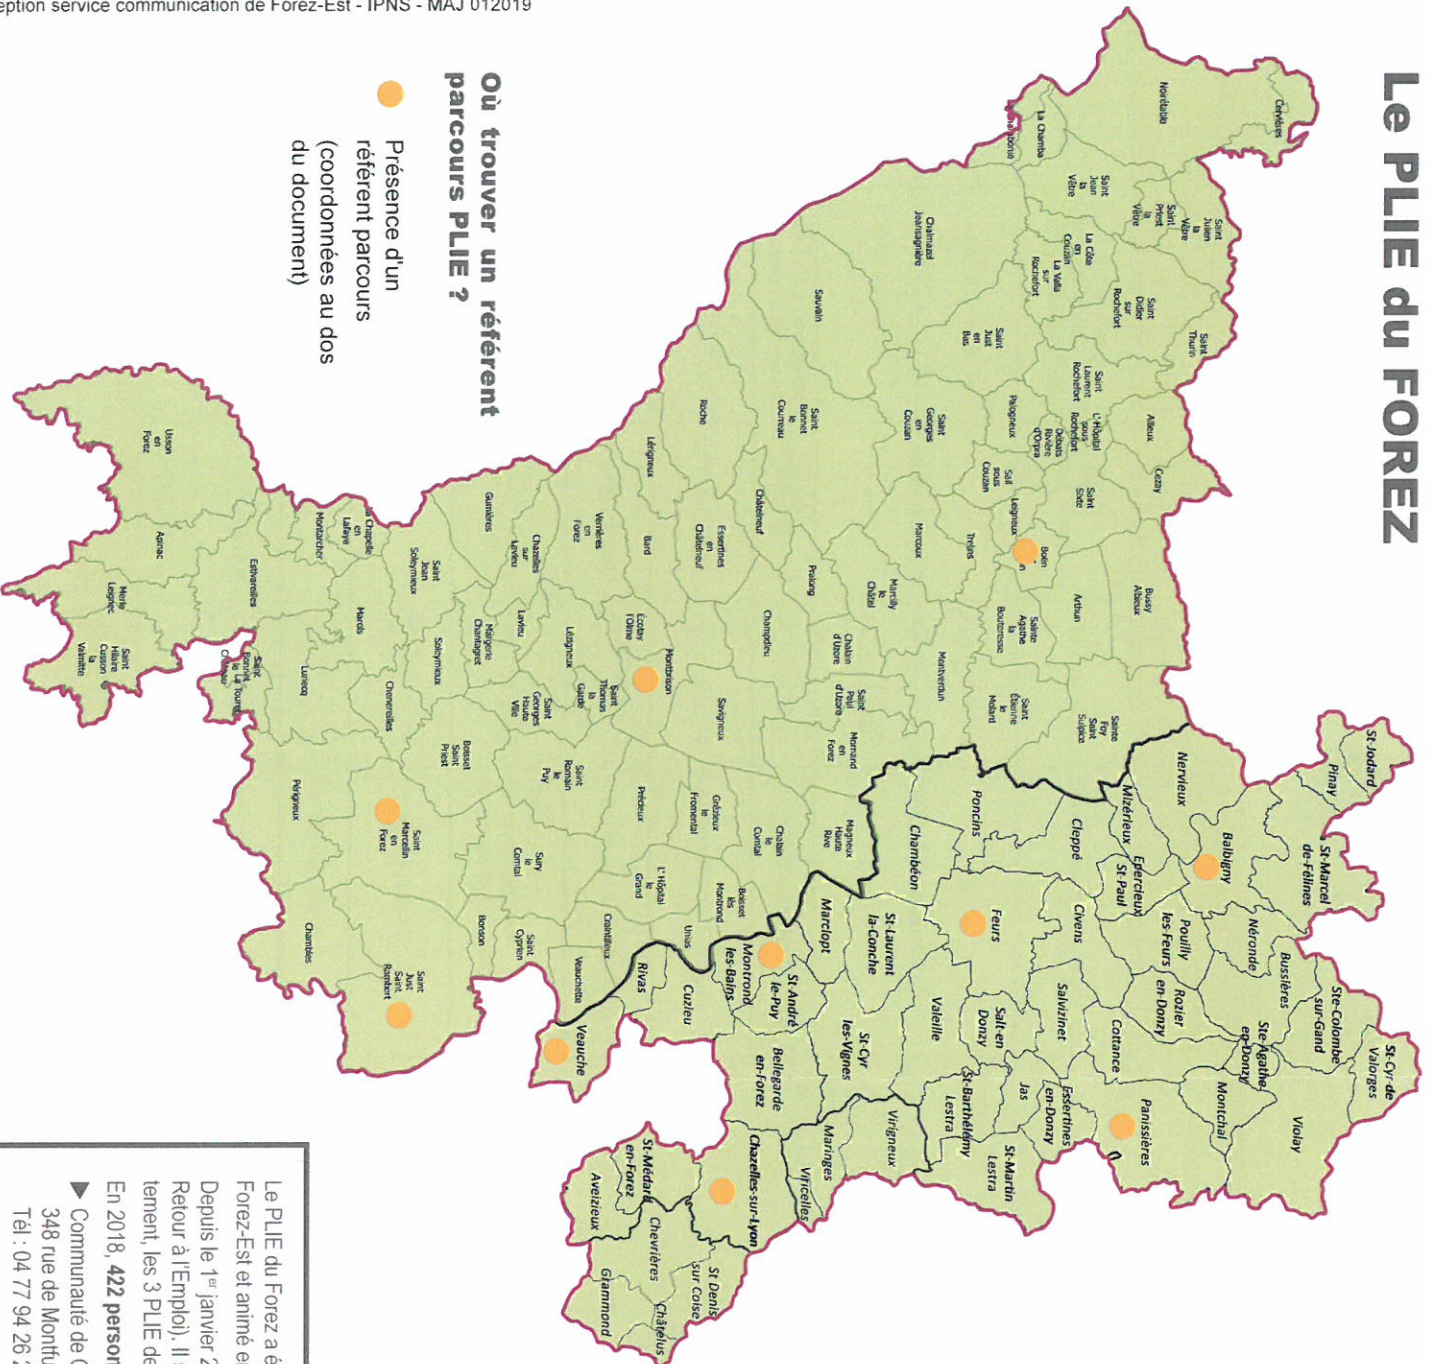 eption service communication de Forez-Est - IPNS - MAJ 012019
Le PLIE du FOREZ
Où trouver un référent
parcours PLIE ?
Présence d'un
référent parcours
(coordonnées au dos
du document)
Cervières
Noirétable
La Chamba
Saint
Julien
la
Vêtre
Saint
Priest
la
Vêtre
Saint
Jean
la
Vêtre
Saint
Thurin
Saint
Didier
sur
Rochefort
La Côte
en
Couzan
La Valla
sur
Rochefort
Chalmazel
Jeansagnière
Sauvain
Saint
Just
en
Bas
Ailleux
Cezay
Saint
Laurent
Rochefort
L'Hôpital
sous
Rochefort
Débats
Rivière
d'Orpra
Palogneux
Saint
Georges
en
Couzan
Saint
Bonnet
le
Courreau
Roche
Lérigneux
Saint
Sixte
Sail
sous
Couzan
Leigneux
Boën
Trelins
Marcoux
Châtelneuf
Essertines
en
Châtelneuf
Bard
Verrières
en
Forez
Gumières
Chazelles
sur
Lavieu
Bussy
Albieux
Arthun
Sainte
Agathe
la
Bouteresse
Marcilly
le
Châtel
Pralong
Champdieu
Écotay
l'Olme
Montbrison
Lézigneux
Lavieu
Margerie
Chantagret
Saint
Jean
Soleymieux
Soleymieux
La Chapelle
en
Lafaye
Montarcher
Marols
Estivareilles
Usson
en
Forez
Apinac
Merle
Leignec
Saint
Hilaire
Cusson
la
Valmitte
Sainte
Foy
Saint
Sulpice
Saint
Étienne
le
Molard
Montverdun
Chalain
d'Uzore
Saint
Paul
d'Uzore
Mornand
en
Forez
Savigneux
Saint
Thomas
la
Garde
Saint
Georges
Haute
Ville
Saint
Romain
le
Puy
Boisset
Saint
Priest
Chenereilles
Luriecq
Saint
Bonnet
le
Château
La Tourette
Périgneux
Saint
Marcellin
en
Forez
Magneux
Haute
Rive
Chalain
le
Comtal
Grézieux
le
Fromental
Précieux
Boisset
lès
Montrond
L'Hôpital
le
Grand
Sury
le
Comtal
Unias
Craintilleux
Veauchette
Saint
Cyprien
Bonson
Chambles
Saint
Just
Saint
Rambert
St-Jodard
Pinay
St-Marcel
de-Félines
Nervieux
Balbigny
Néronde
Bussières
Ste-Colombe
sur-Gand
St-Cyr-de
Valorges
Violay
Mizérieux
Epercieux
St-Paul
Pouilly
les-Feurs
Rozier
en-Donzy
Ste-Agathe
en-Donzy
Montchal
Panissières
Cleppé
Poncins
Civens
Feurs
Salvizinet
Cottance
Essertines
en-Donzy
Jas
Salt-en
Donzy
Chambéon
St-Laurent
la-Conche
Valeille
St-Barthélémy
Lestra
St-Martin
Lestra
Marclopt
St-Cyr
les-Vignes
Virigneux
Maringes
Viricelles
Montrond
les-Bains
St-André
le-Puy
Bellegarde
en-Forez
Chazelles-sur-Lyon
Cuzieu
Rivas
Veauche
St-Médard
en-Forez
Aveizieux
Chevrières
St Denis
sur Coise
Châtelus
Grammond
Le PLIE du Forez a é
Forez-Est et animé e
Depuis le 1er janvier 2
Retour à l'Emploi). Il
tement, les 3 PLIE de
En 2018, 422 person
▶ Communauté de C
348 rue de Montfu
Tél : 04 77 94 26